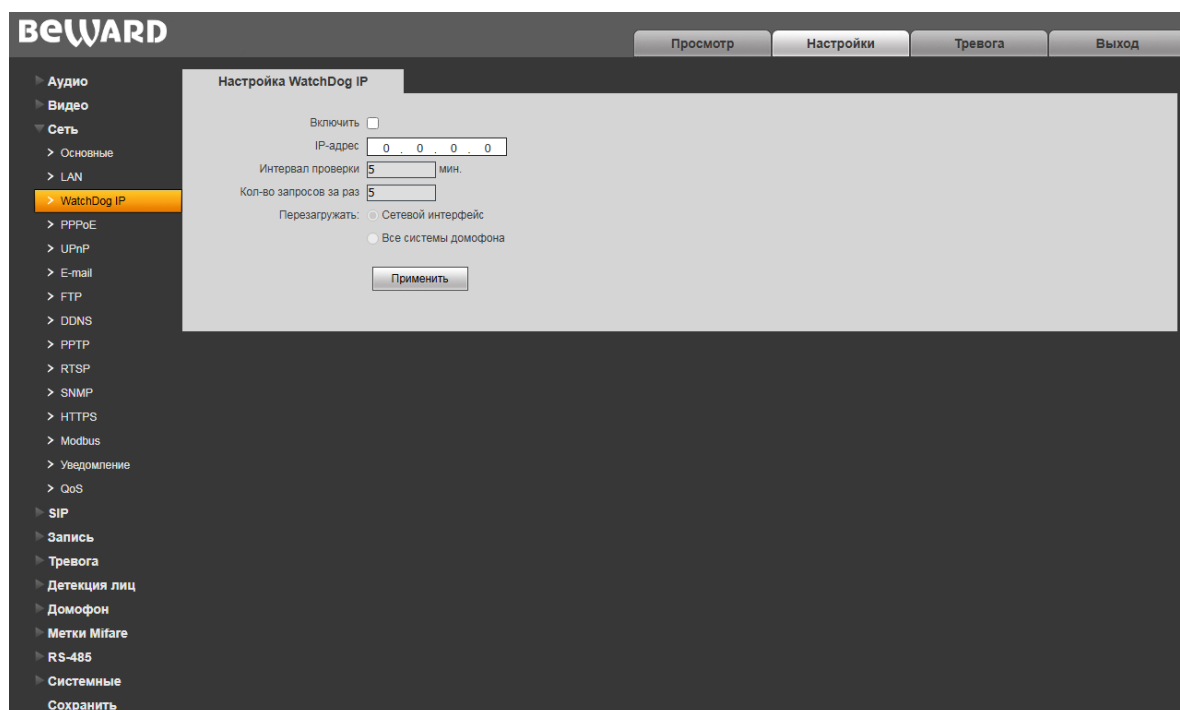 BEWARD
Просмотр
Настройки
Тревога
Выход
Аудио
Видео
Сеть
Основные
LAN
WatchDog IP
PPPoE
UPnP
E-mail
FTP
DDNS
PPTP
RTSP
SNMP
HTTPS
Modbus
Уведомление
QoS
SIP
Запись
Тревога
Детекция лиц
Домофон
Метки Mifare
RS-485
Системные
Сохранить
Настройка WatchDog IP
Включить
IP-адрес 0 . 0 . 0 . 0
Интервал проверки 5 мин.
Кол-во запросов за раз 5
Перезагружать: Сетевой интерфейс
Все системы домофона
Применить